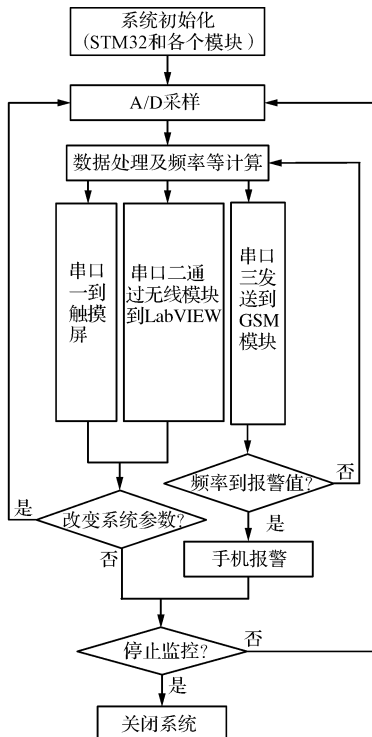 系统初始化
(STM32和各个模块)
A/D采样
数据处理及频率等计算
串口
一到
触摸
屏
串口二通
过无线模块
到LabVIEW
串口
三发
送到
GSM
模块
频率到报警值?
否
是
改变系统参数?
是
否
手机报警
停止监控?
否
是
关闭系统